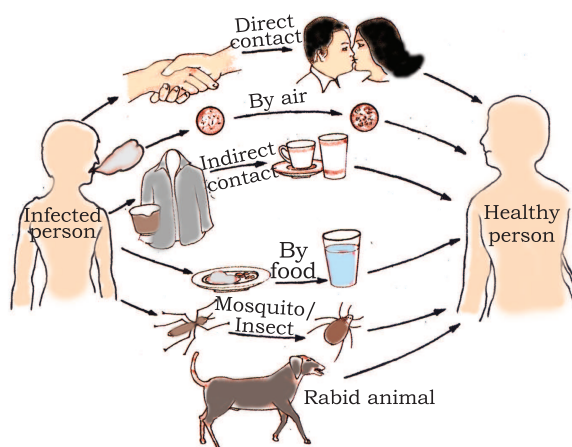 Direct
contact
By air
Indirect
contact
Infected
person
Healthy
person
By
food
Mosquito/
Insect
Rabid animal